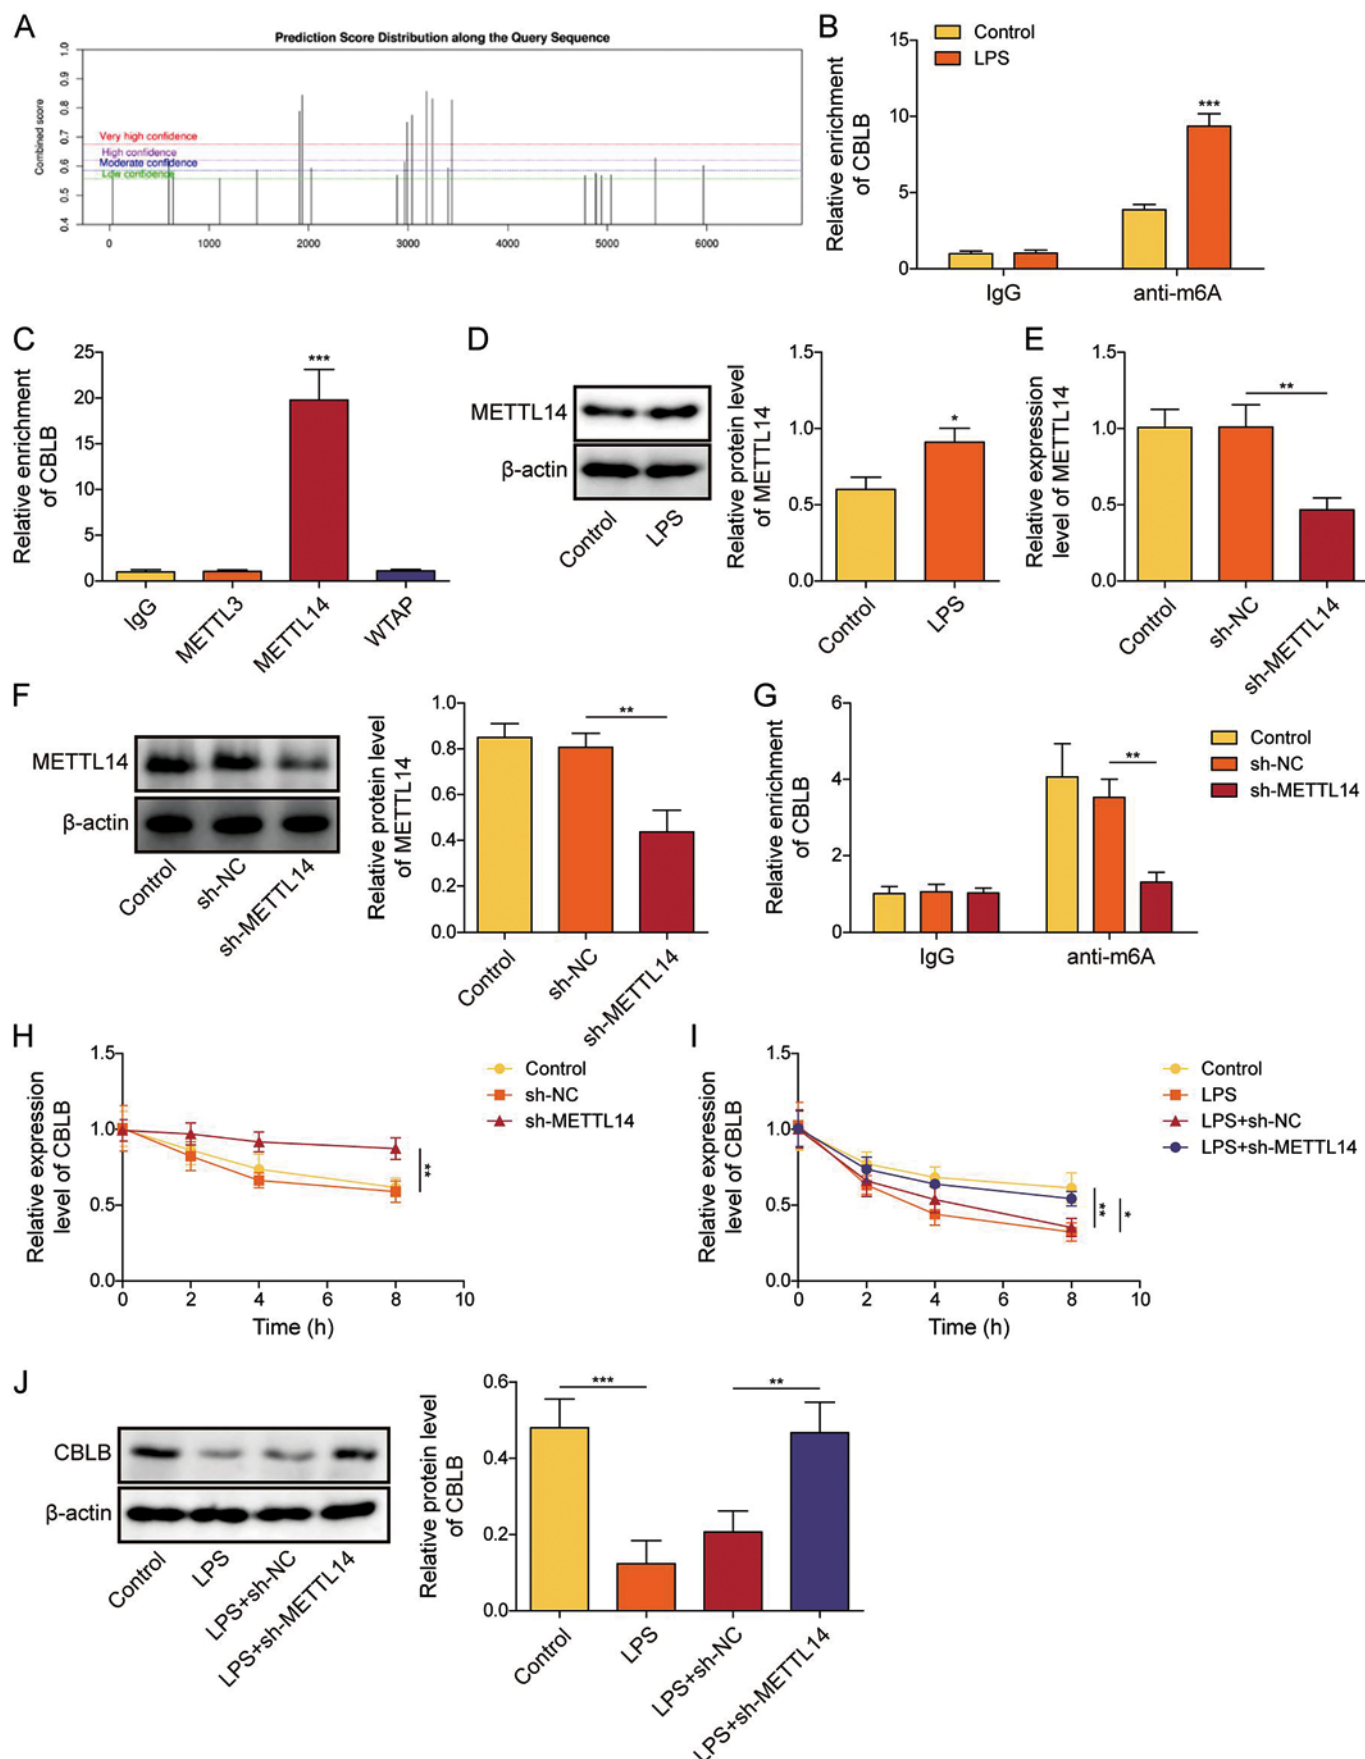 A
Prediction Score Distribution along the Query Sequence
Combined score
1.0
0.9
0.8
0.7
0.6
0.5
0.4
Very high confidence
High confidence
Moderate confidence
Low confidence
0 1000 2000 3000 4000 5000 6000
B
Relative enrichment
of CBLB
15
10
5
0
Control
LPS
***
IgG anti-m6A
C
Relative enrichment
of CBLB
25
20
15
10
5
0
***
IgG METTL3 METTL14 WTAP
D
METTL14
β-actin
Control LPS
Relative protein level
of METTL14
1.5
1.0
0.5
0.0
*
Control LPS
E
Relative expression
level of METTL14
1.5
1.0
0.5
0.0
**
Control sh-NC sh-METTL14
F
METTL14
β-actin
Control sh-NC sh-METTL14
Relative protein level
of METTL14
1.0
0.8
0.6
0.4
0.2
0.0
**
Control sh-NC sh-METTL14
G
Relative enrichment
of CBLB
6
4
2
0
**
IgG anti-m6A
Control
sh-NC
sh-METTL14
H
Relative expression
level of CBLB
1.5
1.0
0.5
0.0
0 2 4 6 8 10
Time (h)
**
Control
sh-NC
sh-METTL14
I
Relative expression
level of CBLB
1.5
1.0
0.5
0.0
0 2 4 6 8 10
Time (h)
**
*
Control
LPS
LPS+sh-NC
LPS+sh-METTL14
J
CBLB
β-actin
Control LPS LPS+sh-NC LPS+sh-METTL14
Relative protein level
of CBLB
0.6
0.4
0.2
0.0
***
**
Control LPS LPS+sh-NC LPS+sh-METTL14